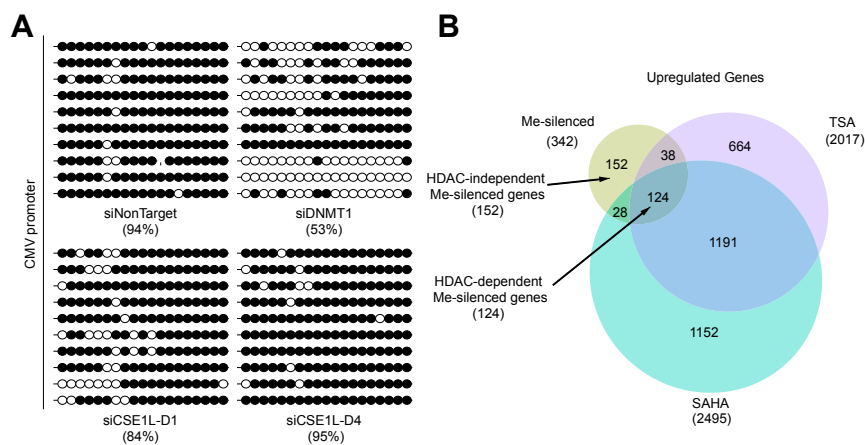 A
B
CMV promoter
siNonTarget
(94%)
siDNMT1
(53%)
siCSE1L-D1
(84%)
siCSE1L-D4
(95%)
Upregulated Genes
Me-silenced
(342)
TSA
(2017)
152
38
664
HDAC-independent
Me-silenced genes
(152)
28
124
1191
HDAC-dependent
Me-silenced genes
(124)
1152
SAHA
(2495)